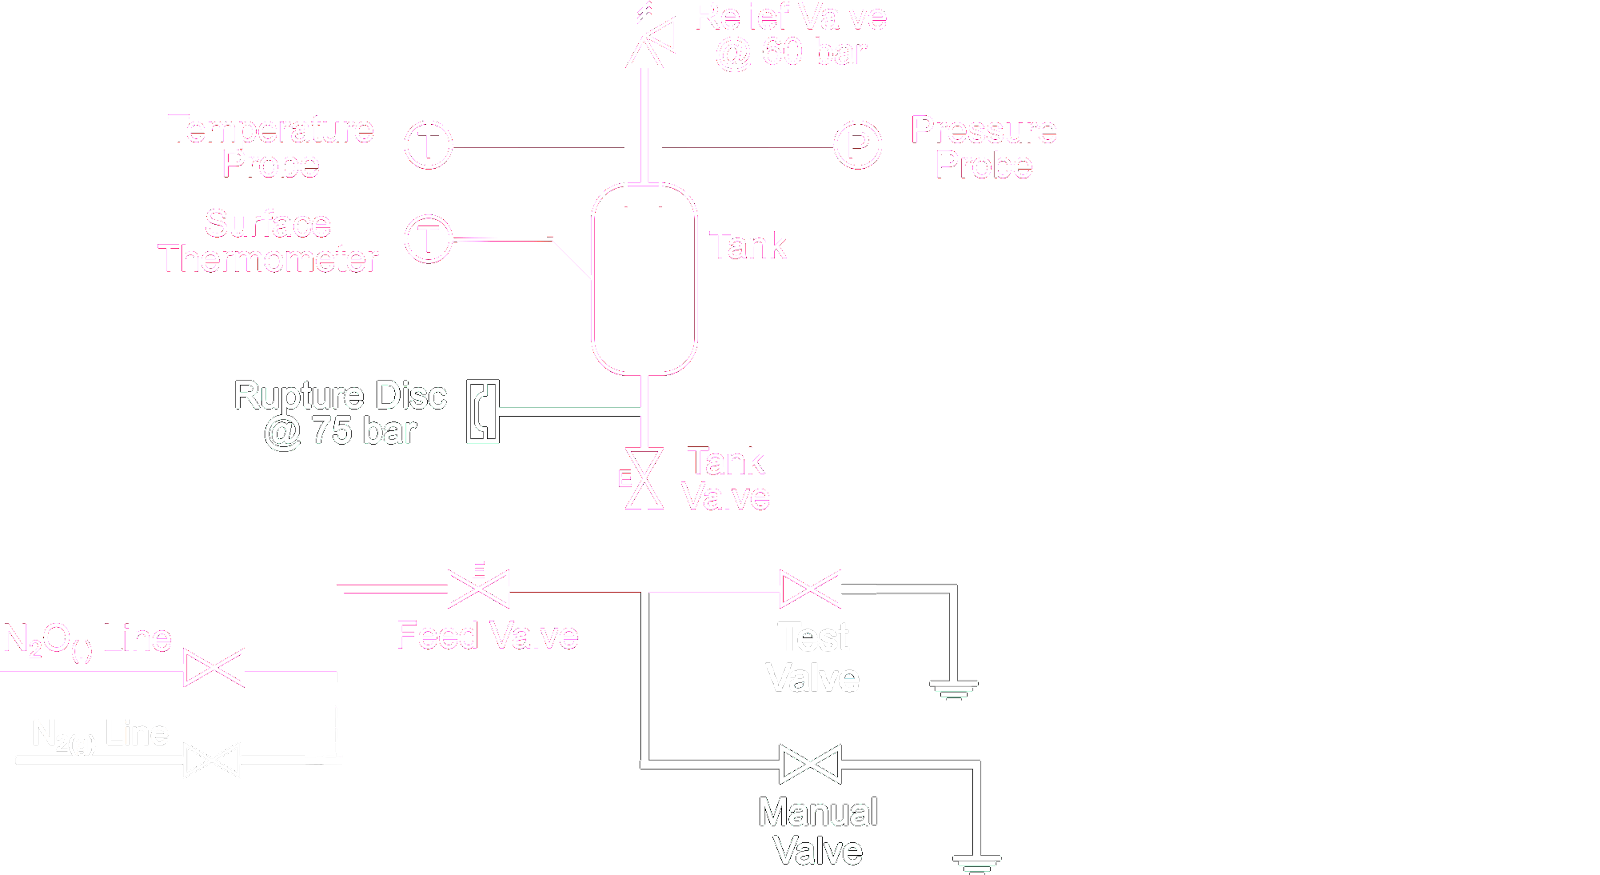 Relief Valve
@ 60 bar
Temperature
Probe
T
P
Pressure
Probe
Surface
Thermometer
T
Tank
Rupture Disc
@ 75 bar
E
Tank
Valve
E
Feed Valve
N2O() Line
Test
Valve
N2() Line
Manual
Valve